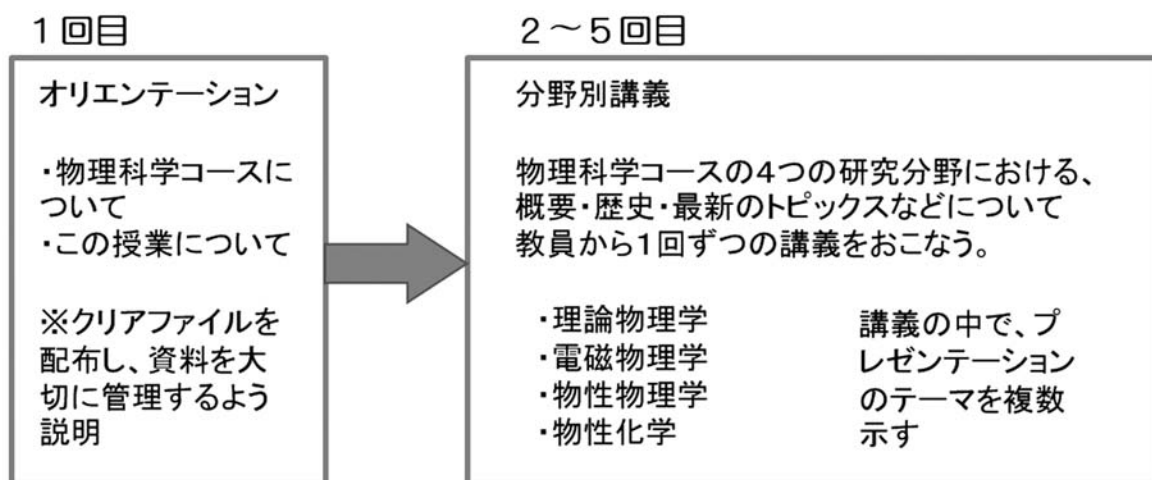 1回目
オリエンテーション
・物理科学コースに
ついて
・この授業について
※クリアファイルを
配布し、資料を大
切に管理するよう
説明
2~5回目
分野別講義
物理科学コースの4つの研究分野における、
概要・歴史・最新のトピックスなどについて
教員から1回ずつの講義をおこなう。
・理論物理学
・電磁物理学
・物性物理学
・物性化学
講義の中で、プ
レゼンテーション
のテーマを複数
示す